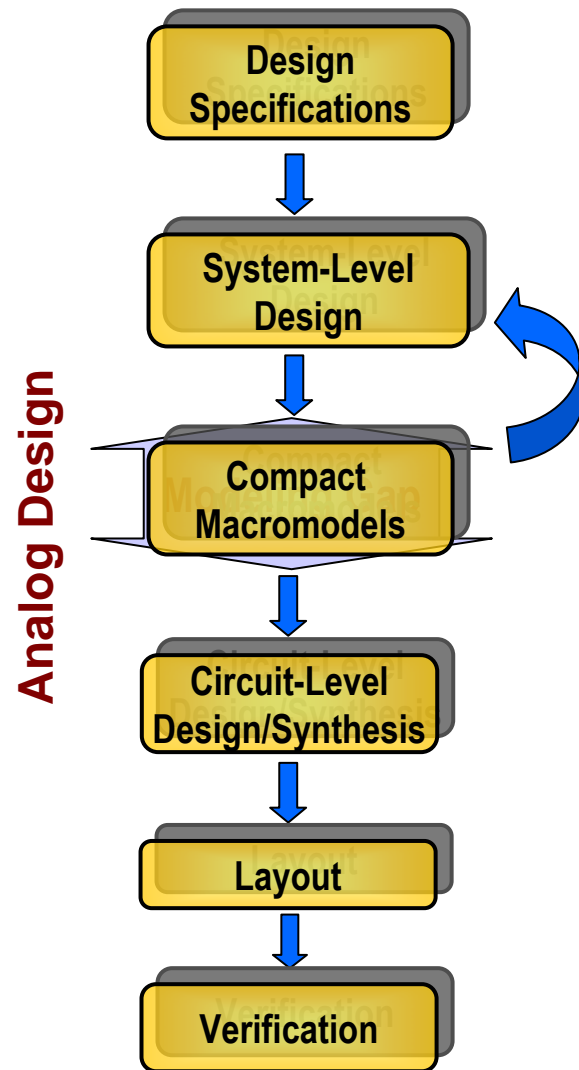 Design
Specifications
System-Level
Design
Analog Design
Compact
Macromodels
Circuit-Level
Design/Synthesis
Layout
Verification